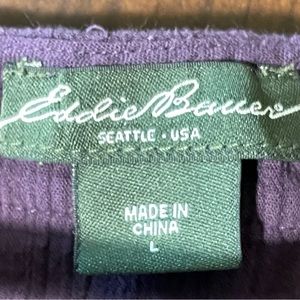 Eddie Bauer
SEATTLE · USA
MADE IN
CHINA
L